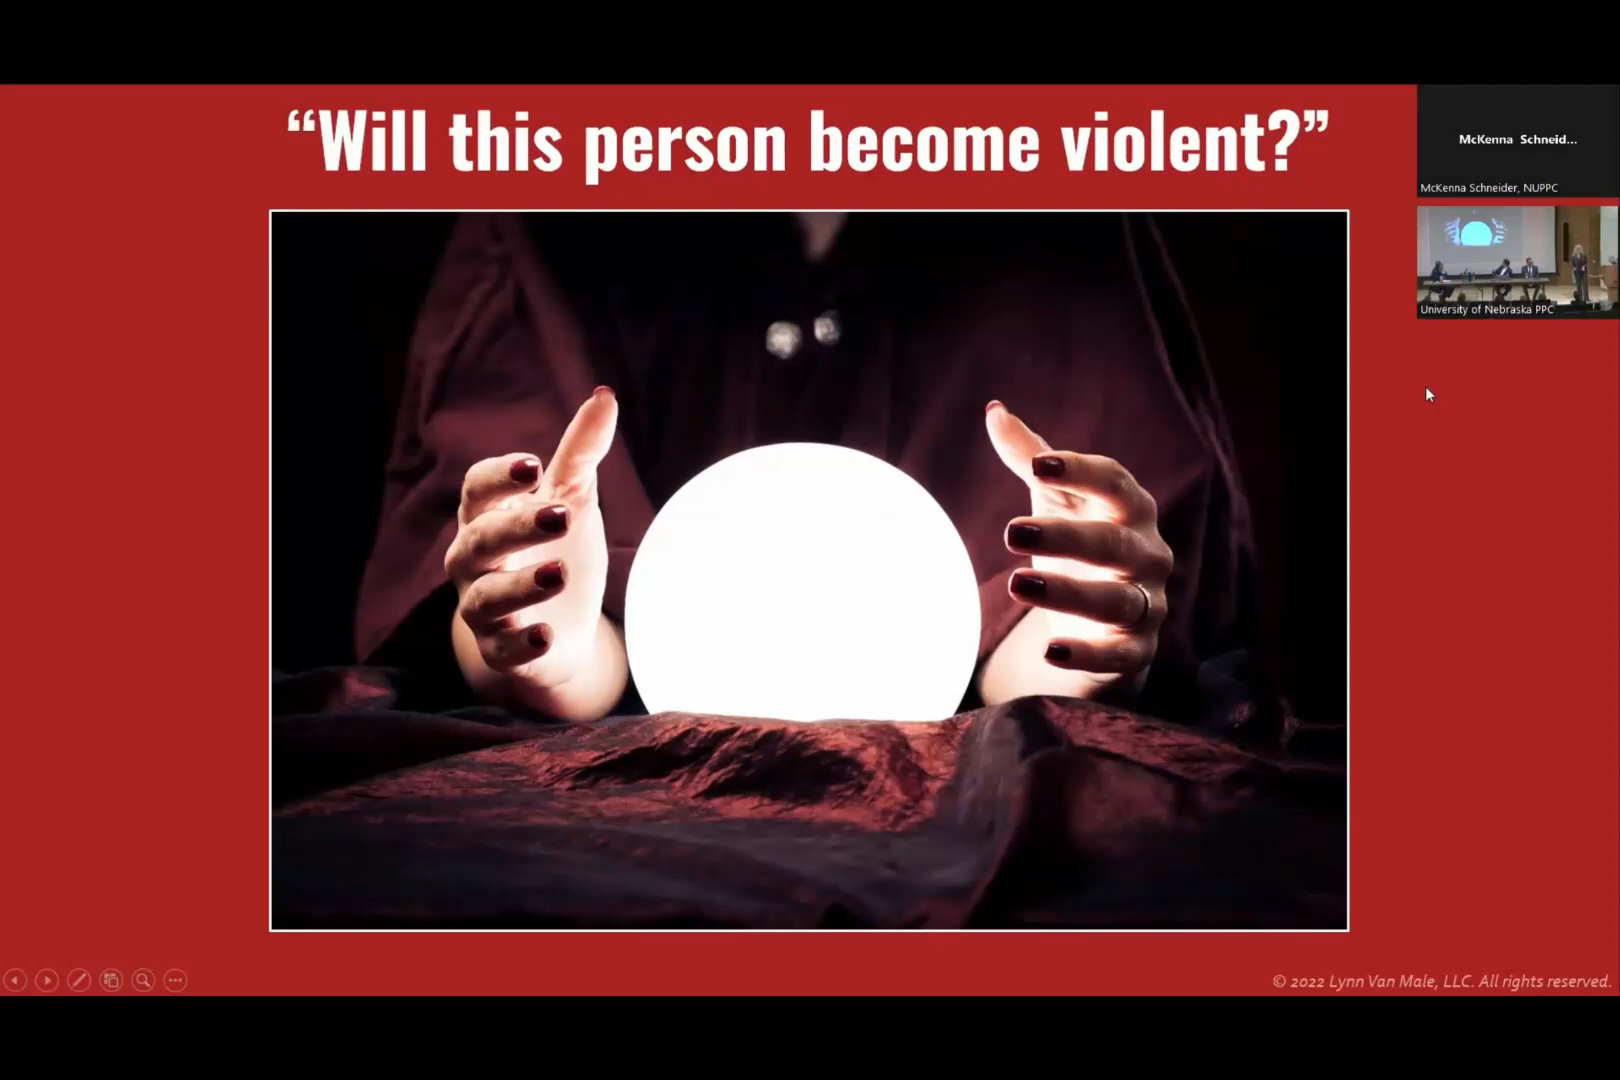 “Will this person become violent?”
McKenna Schneid...
McKenna Schneider, NUPPC
University of Nebraska PPC
© 2022 Lynn Van Male, LLC. All rights reserved.